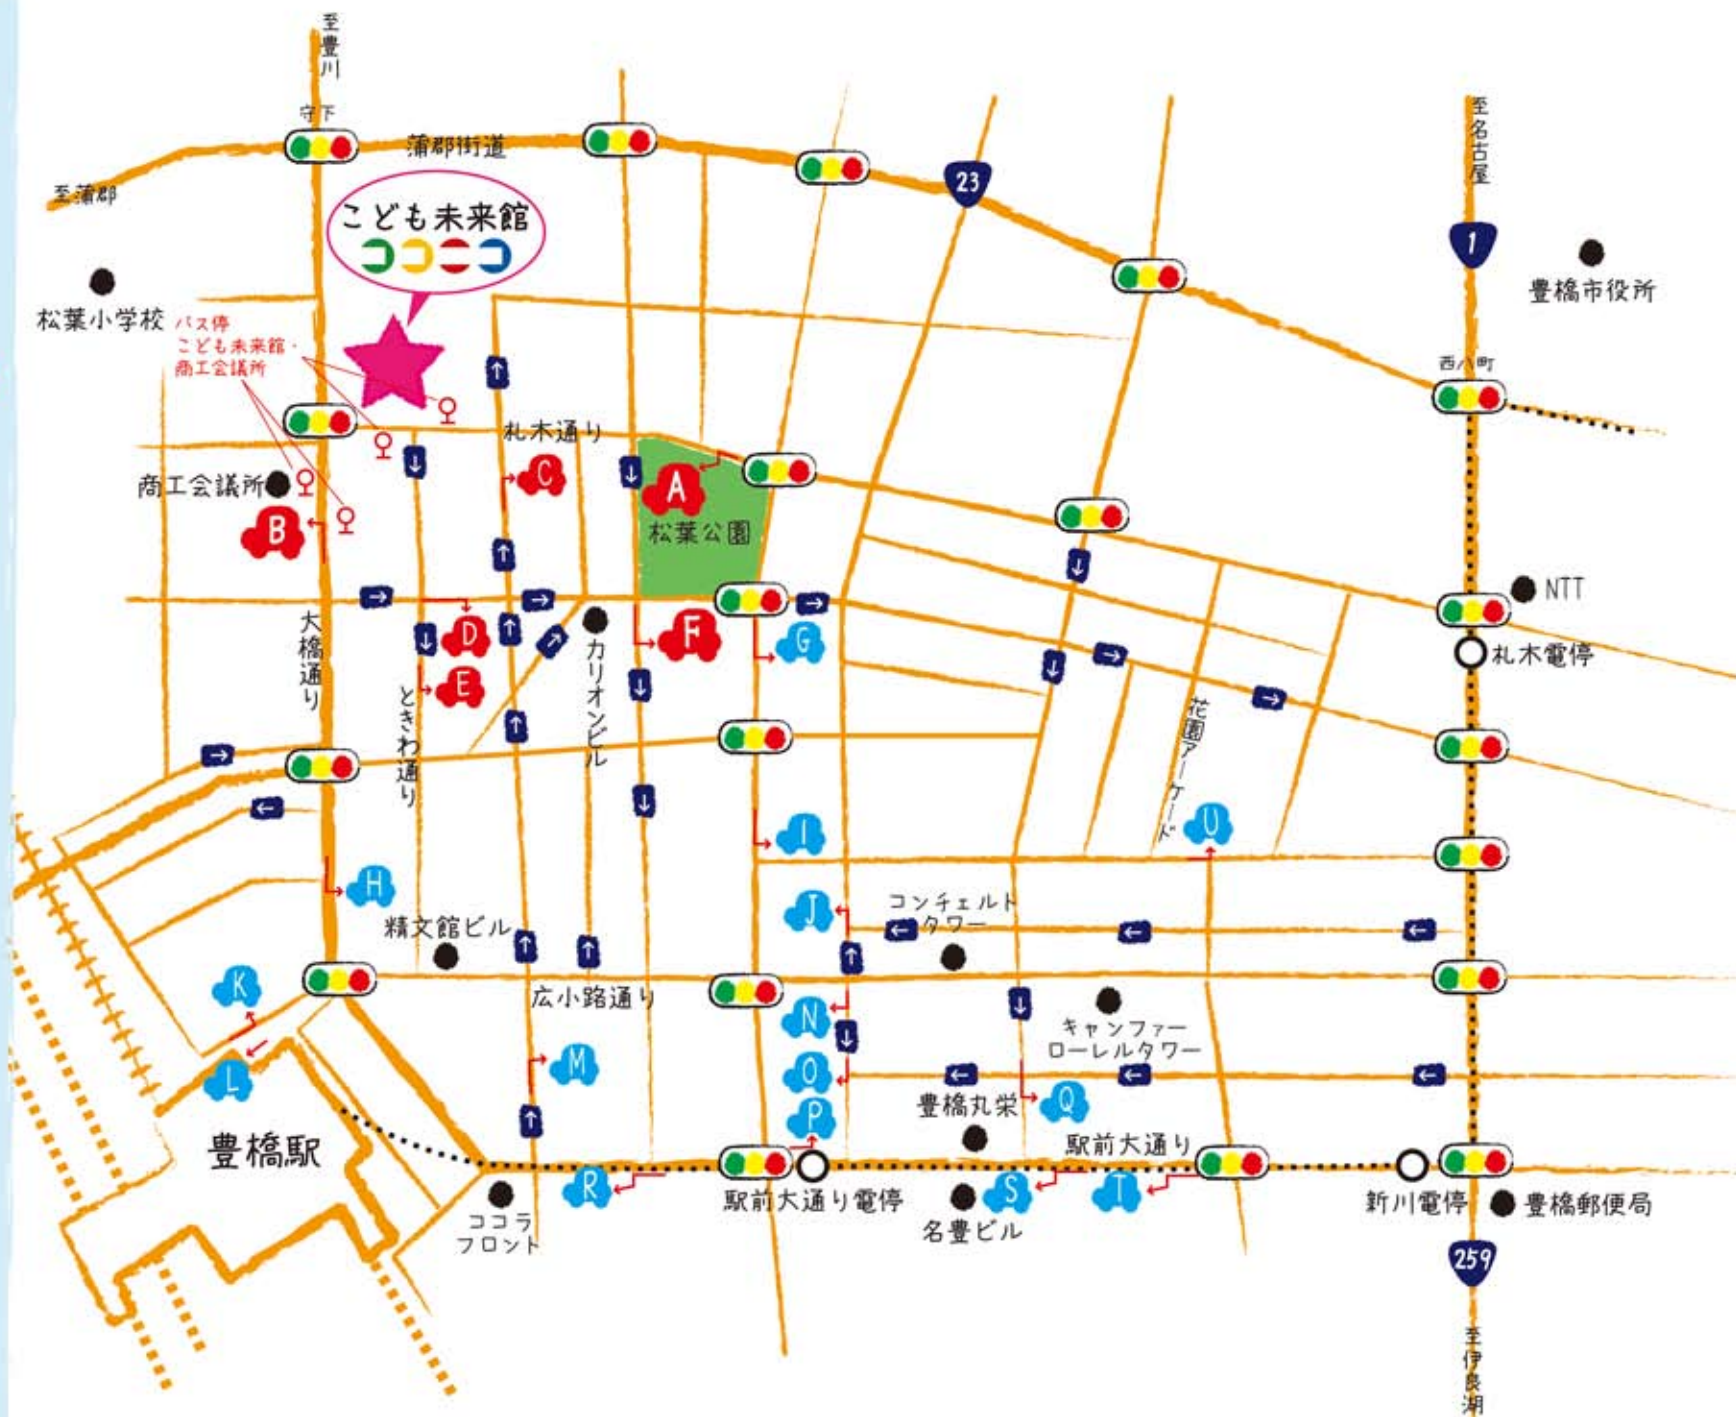 至豊川
守下
蒲郡街道
至蒲郡
23
至名古屋
1
豊橋市役所
こども未来館
ココニコ
松葉小学校
バス停
こども未来館・
商工会議所
西八町
札木通り
商工会議所
A
B
C
松葉公園
NTT
札木電停
大橋通り
D
E
F
G
カリオンビル
ときわ通り
花園アーケード
U
I
H
J
コンチェルト
タワー
精文館ビル
K
広小路通り
N
キャンファー
ローレルタワー
L
M
O
P
Q
豊橋丸栄
豊橋駅
駅前大通り
R
S
T
駅前大通り電停
新川電停
豊橋郵便局
ココラ
フロント
名豊ビル
259
至伊良湖